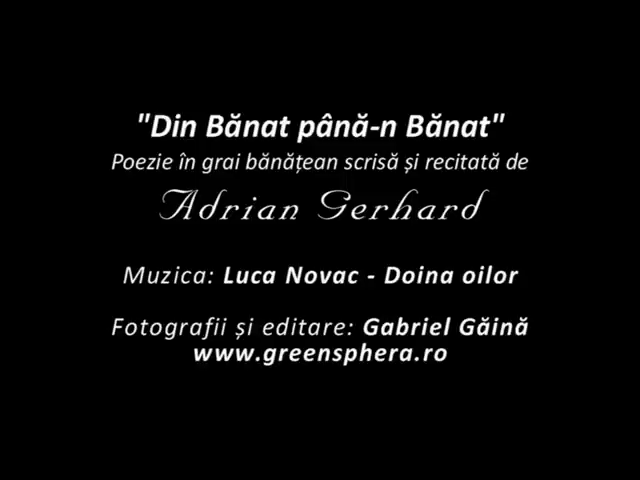 "Din Bănat până-n Bănat"
Poezie în grai bănățean scrisă și recitată de
Adrian Gerhard
Muzica: Luca Novac - Doina oilor
Fotografii și editare: Gabriel Găină
www.greensphera.ro